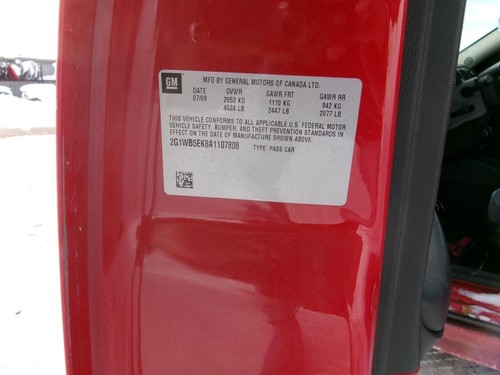 GM MFD BY GENERAL MOTORS OF CANADA LTD.
DATE GVWR GAWR FRT GAWR RR
07/09 2052 KG 1110 KG 942 KG
4524 LB 2447 LB 2077 LB
THIS VEHICLE CONFORMS TO ALL APPLICABLE U.S. FEDERAL MOTOR
VEHICLE SAFETY, BUMPER, AND THEFT PREVENTION STANDARDS IN
EFFECT ON THE DATE OF MANUFACTURE SHOWN ABOVE.
2G1WB5EK8A1107808 TYPE: PASS CAR